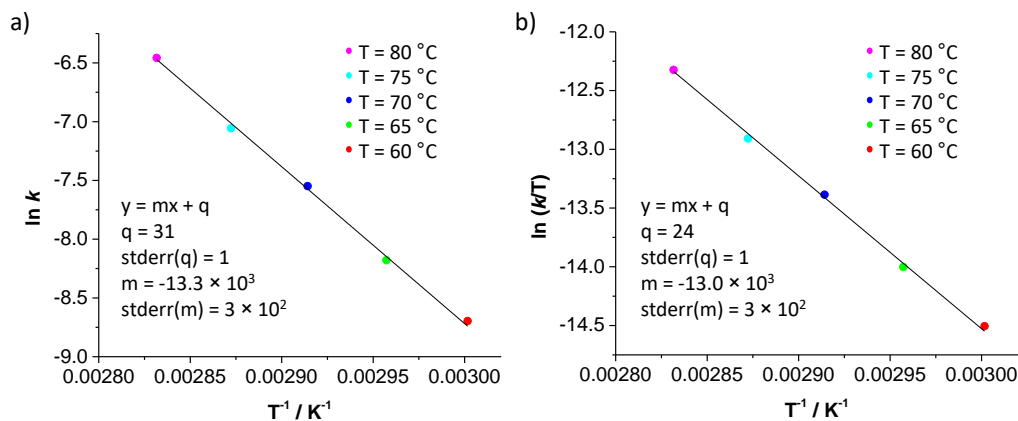 a)
ln k
-6.5
-7.0
-7.5
-8.0
-8.5
-9.0
T = 80 °C
T = 75 °C
T = 70 °C
T = 65 °C
T = 60 °C
y = mx + q
q = 31
stderr(q) = 1
m = -13.3 × 10³
stderr(m) = 3 × 10²
0.00280 0.00285 0.00290 0.00295 0.00300
T⁻¹ / K⁻¹
b)
ln (k/T)
-12.0
-12.5
-13.0
-13.5
-14.0
-14.5
T = 80 °C
T = 75 °C
T = 70 °C
T = 65 °C
T = 60 °C
y = mx + q
q = 24
stderr(q) = 1
m = -13.0 × 10³
stderr(m) = 3 × 10²
0.00280 0.00285 0.00290 0.00295 0.00300
T⁻¹ / K⁻¹